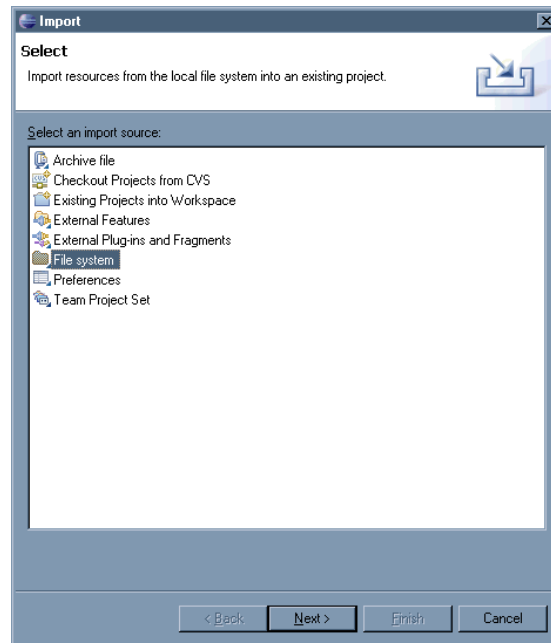 Import
Select
Import resources from the local file system into an existing project.
Select an import source:
Archive file
Checkout Projects from CVS
Existing Projects into Workspace
External Features
External Plug-ins and Fragments
File system
Preferences
Team Project Set
< Back Next > Finish Cancel